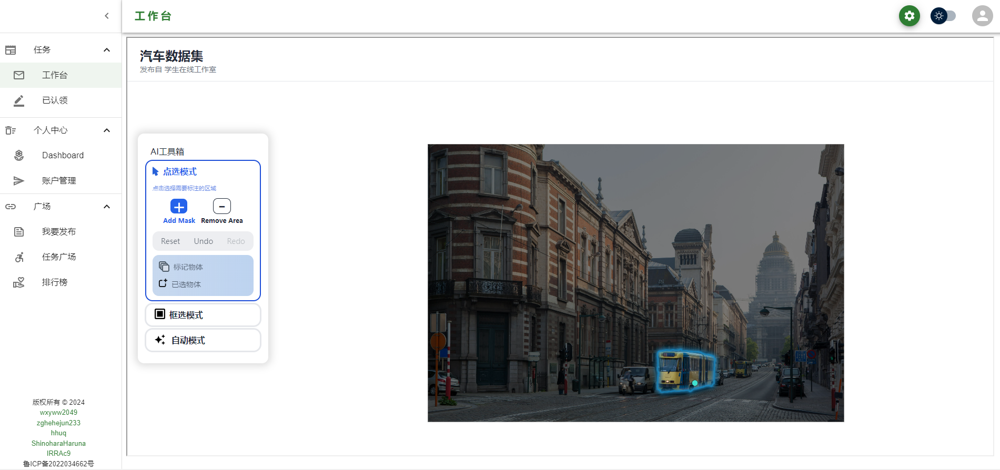 工作台
任务
工作台
已认领
个人中心
Dashboard
账户管理
广场
我要发布
任务广场
排行榜
版权所有 © 2024
wxyww2049
zghehejun233
hhuq
ShinoharaHaruna
IRRAc9
鲁ICP备2022034662号
汽车数据集
发布自 学生在线工作室
AI工具箱
点选模式
点击选择需要标注的区域
Add Mask Remove Area
Reset Undo Redo
标记物体
已选物体
框选模式
自动模式